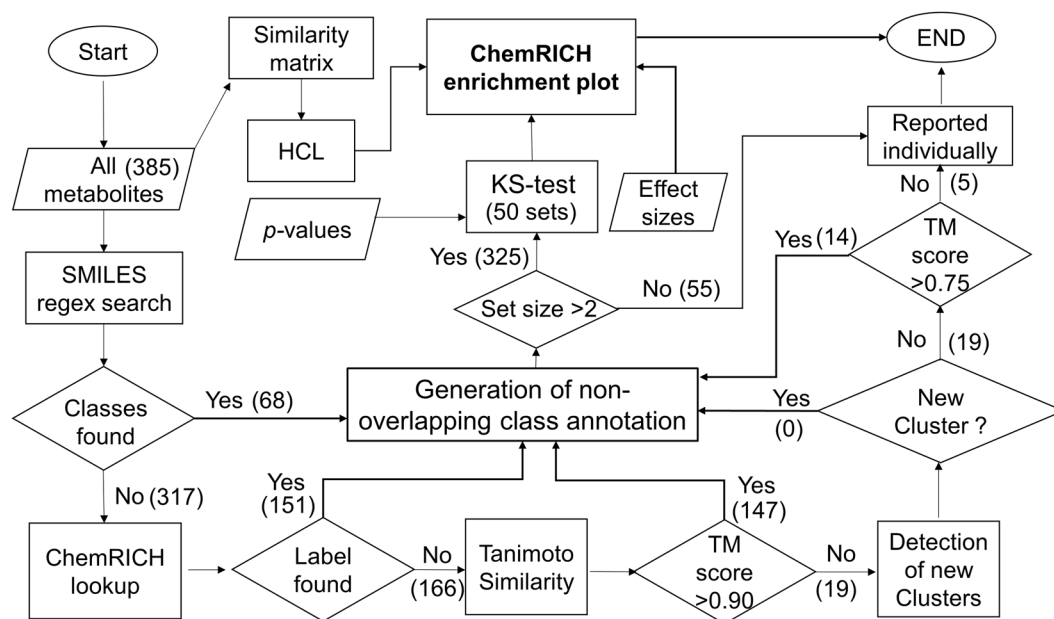 Start
Similarity
matrix
ChemRICH
enrichment plot
END
All (385)
metabolites
HCL
KS-test
(50 sets)
Effect
sizes
Reported
individually
p-values
No (5)
Yes (14)
TM
score
>0.75
SMILES
regex search
Yes (325)
Set size >2
No (55)
No (19)
Classes
found
Yes (68)
Generation of non-
overlapping class annotation
Yes
(0)
New
Cluster ?
No (317)
Yes
(151)
Yes
(147)
ChemRICH
lookup
Label
found
No
(166)
Tanimoto
Similarity
TM
score
>0.90
No
(19)
Detection
of new
Clusters